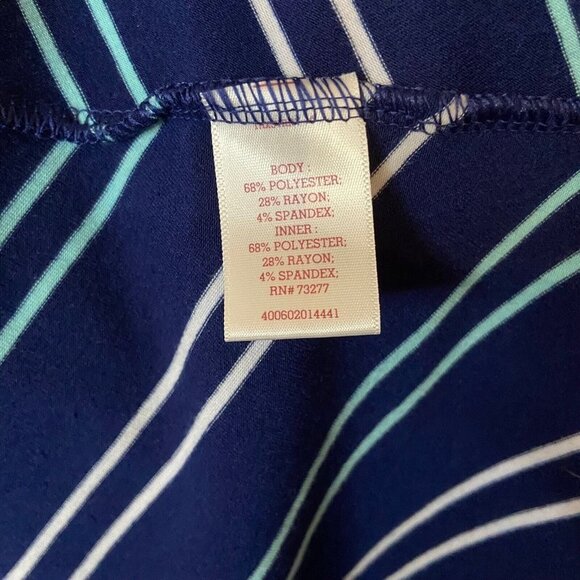 BODY :
68% POLYESTER;
28% RAYON;
4% SPANDEX;
INNER :
68% POLYESTER;
28% RAYON;
4% SPANDEX;
RN# 73277
400602014441